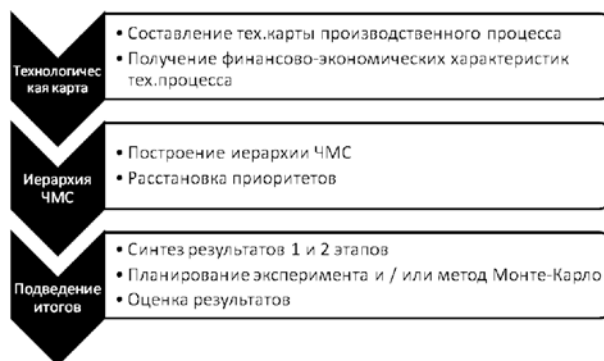 Технологичес
кая карта
• Составление тех.карты производственного процесса
• Получение финансово-экономических характеристик
тех.процесса
Иерархия
ЧМС
• Построение иерархии ЧМС
• Расстановка приоритетов
Подведение
итогов
• Синтез результатов 1 и 2 этапов
• Планирование эксперимента и / или метод Монте-Карло
• Оценка результатов